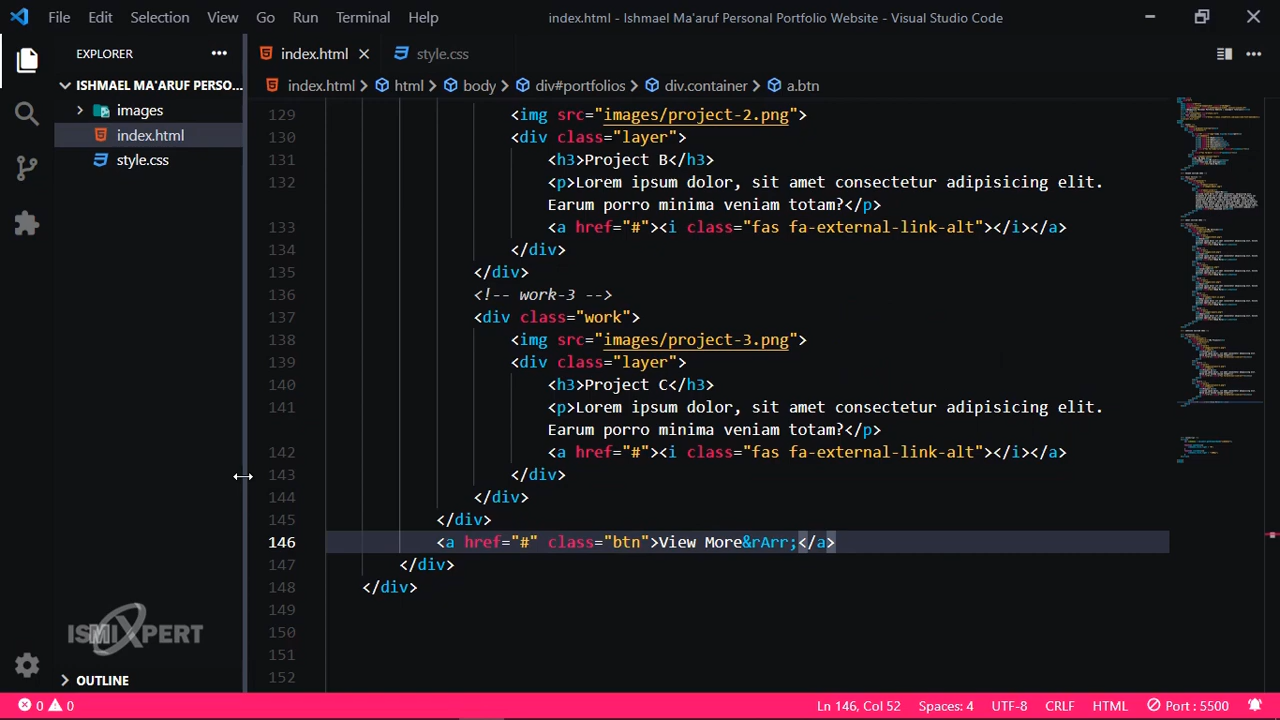 File Edit Selection View Go Run Terminal Help index.html - Ishmael Ma'aruf Personal Portfolio Website - Visual Studio Code
EXPLORER
index.html
style.css
ISHMAEL MA'ARUF PERSO...
index.html > html > body > div#portfolios > div.container > a.btn
images
index.html
style.css
129 <img src="images/project-2.png">
130 <div class="layer">
131 <h3>Project B</h3>
132 <p>Lorem ipsum dolor, sit amet consectetur adipisicing elit.
Earum porro minima veniam totam?</p>
133 <a href="#"><i class="fas fa-external-link-alt"></i></a>
134 </div>
135 </div>
136 <!-- work-3 -->
137 <div class="work">
138 <img src="images/project-3.png">
139 <div class="layer">
140 <h3>Project C</h3>
141 <p>Lorem ipsum dolor, sit amet consectetur adipisicing elit.
Earum porro minima veniam totam?</p>
142 <a href="#"><i class="fas fa-external-link-alt"></i></a>
143 </div>
144 </div>
145 </div>
146 <a href="#" class="btn">View More&rArr;</a>
147 </div>
148 </div>
149
150
151
152
ISMIXPERT
OUTLINE
0 0 Ln 146, Col 52 Spaces: 4 UTF-8 CRLF HTML Port : 5500